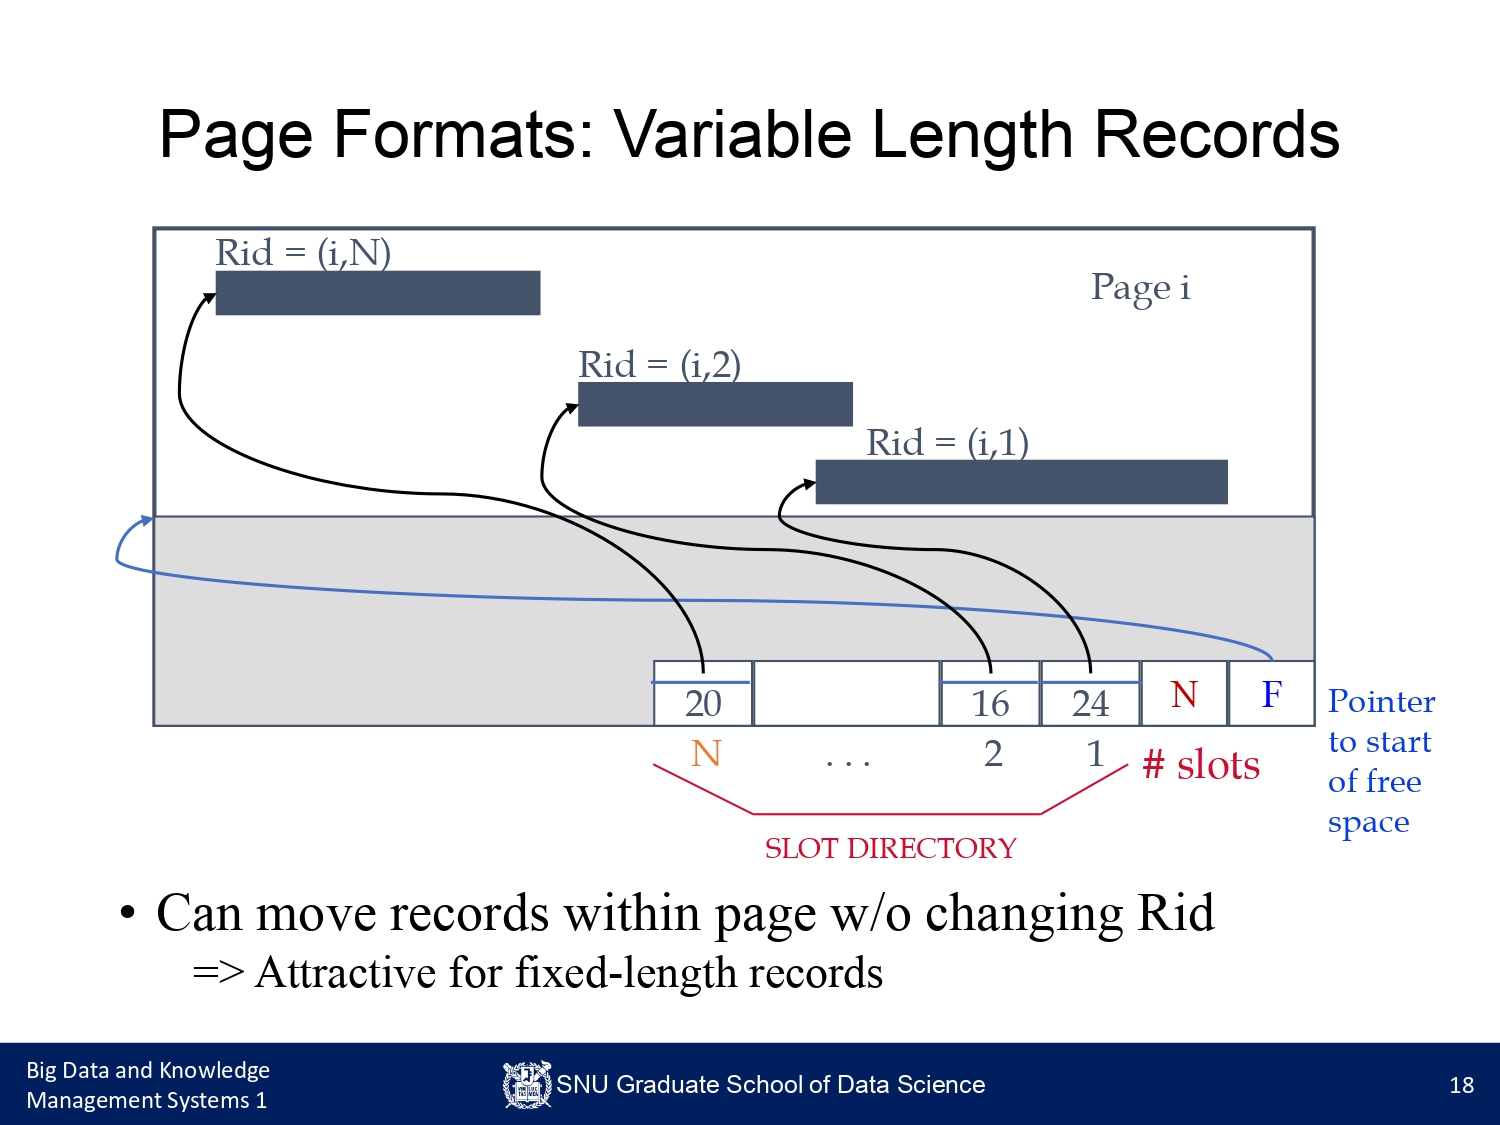 Page Formats: Variable Length Records
Rid = (i,N)
Page i
Rid = (i,2)
Rid = (i,1)
20
16
24
N
F
N
. . .
2
1
# slots
Pointer
to start
of free
space
SLOT DIRECTORY
• Can move records within page w/o changing Rid
=> Attractive for fixed-length records
Big Data and Knowledge
Management Systems 1
SNU Graduate School of Data Science
18